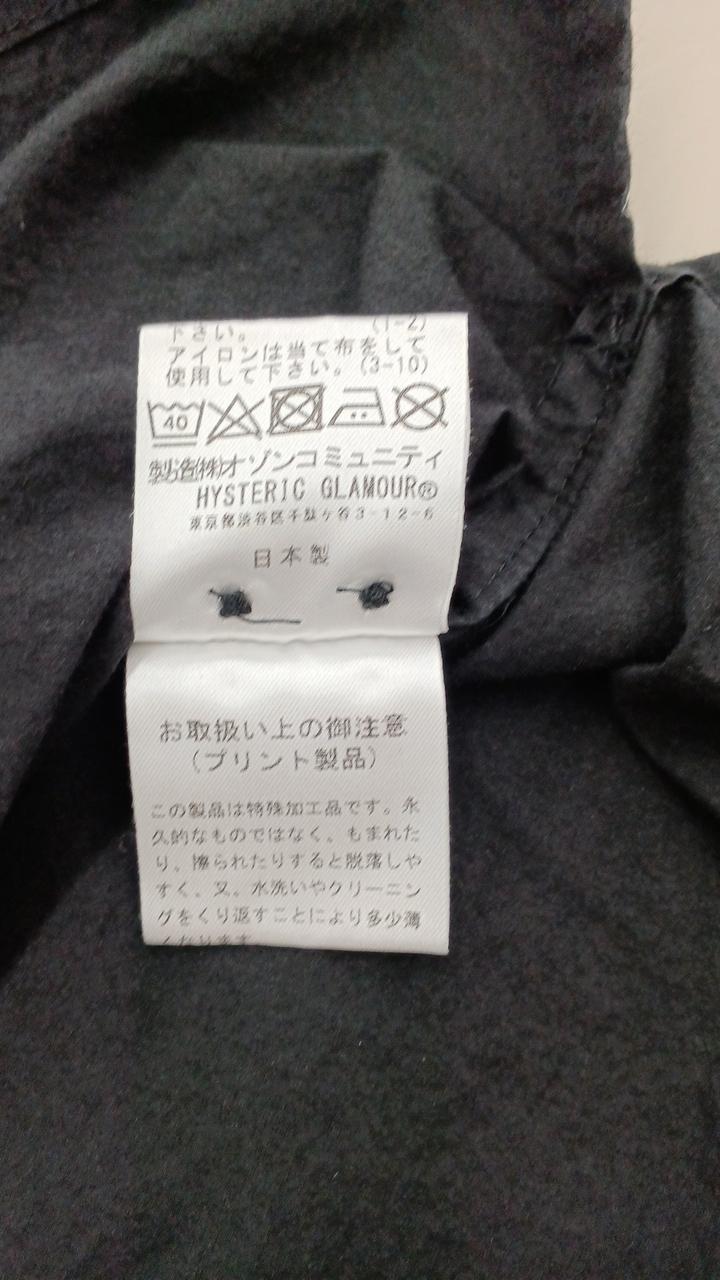 下さい。 (1-2)
アイロンは当て布をして
使用して下さい。(3-10)
40
製造(株)オゾンコミュニティ
HYSTERIC GLAMOUR®
東京都渋谷区千駄ヶ谷3-12-6
日本製
お取扱い上の御注意
(プリント製品)
この製品は特殊加工品です。永
久的なものではなく、もまれた
り、擦られたりすると脱落しや
すく、又、水洗いやクリーニン
グをくり返すことにより多少薄
くなります